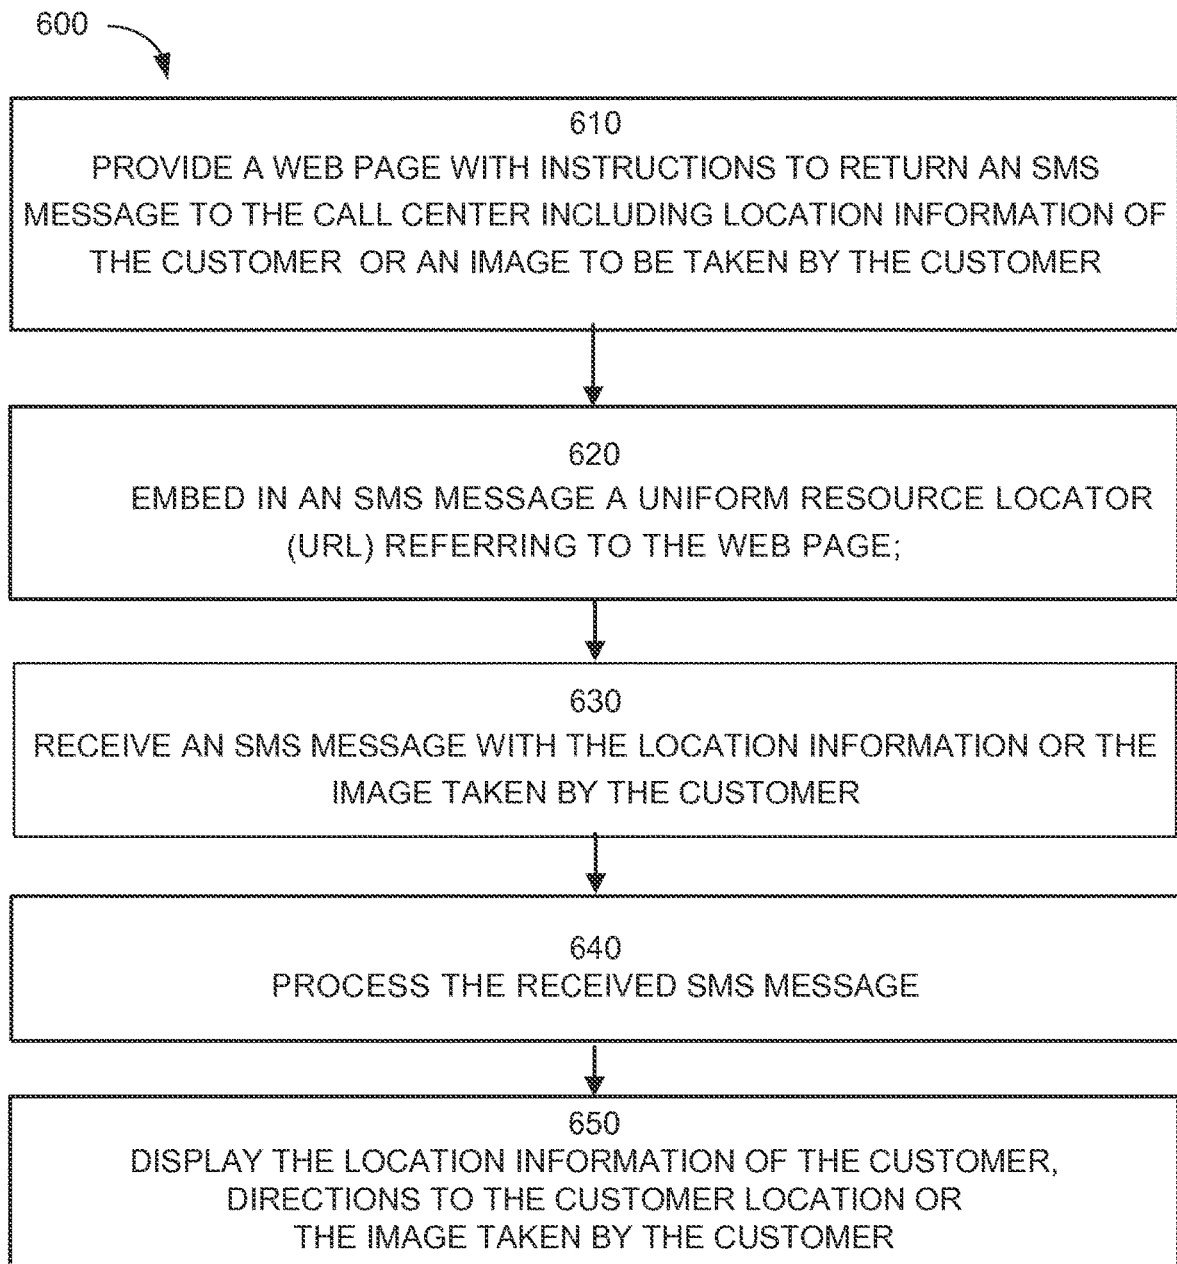 600
610
PROVIDE A WEB PAGE WITH INSTRUCTIONS TO RETURN AN SMS
MESSAGE TO THE CALL CENTER INCLUDING LOCATION INFORMATION OF
THE CUSTOMER OR AN IMAGE TO BE TAKEN BY THE CUSTOMER
620
EMBED IN AN SMS MESSAGE A UNIFORM RESOURCE LOCATOR
(URL) REFERRING TO THE WEB PAGE;
630
RECEIVE AN SMS MESSAGE WITH THE LOCATION INFORMATION OR THE
IMAGE TAKEN BY THE CUSTOMER
640
PROCESS THE RECEIVED SMS MESSAGE
650
DISPLAY THE LOCATION INFORMATION OF THE CUSTOMER,
DIRECTIONS TO THE CUSTOMER LOCATION OR
THE IMAGE TAKEN BY THE CUSTOMER